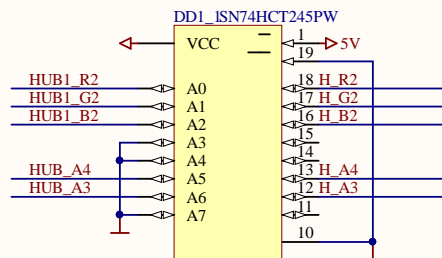 DD1_1SN74HCT245PW
VCC 1 5V
19
HUB1_R2 A0 18 H_R2
HUB1_G2 A1 17 H_G2
HUB1_B2 A2 16 H_B2
A3 15
A4 14
HUB_A4 A5 13 H_A4
HUB_A3 A6 12 H_A3
A7 11
10